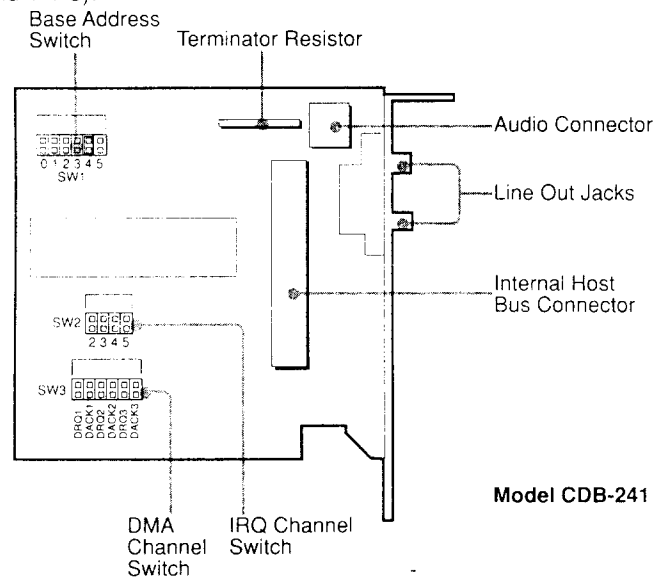 Base Address
Switch
Terminator Resistor
Audio Connector
0 1 2 3 4 5
SW1
Line Out Jacks
Internal Host
Bus Connector
SW2
2 3 4 5
SW3
DRQ1
DACK1
DRQ2
DACK2
DRQ3
DACK3
Model CDB-241
DMA
Channel
Switch
IRQ Channel
Switch